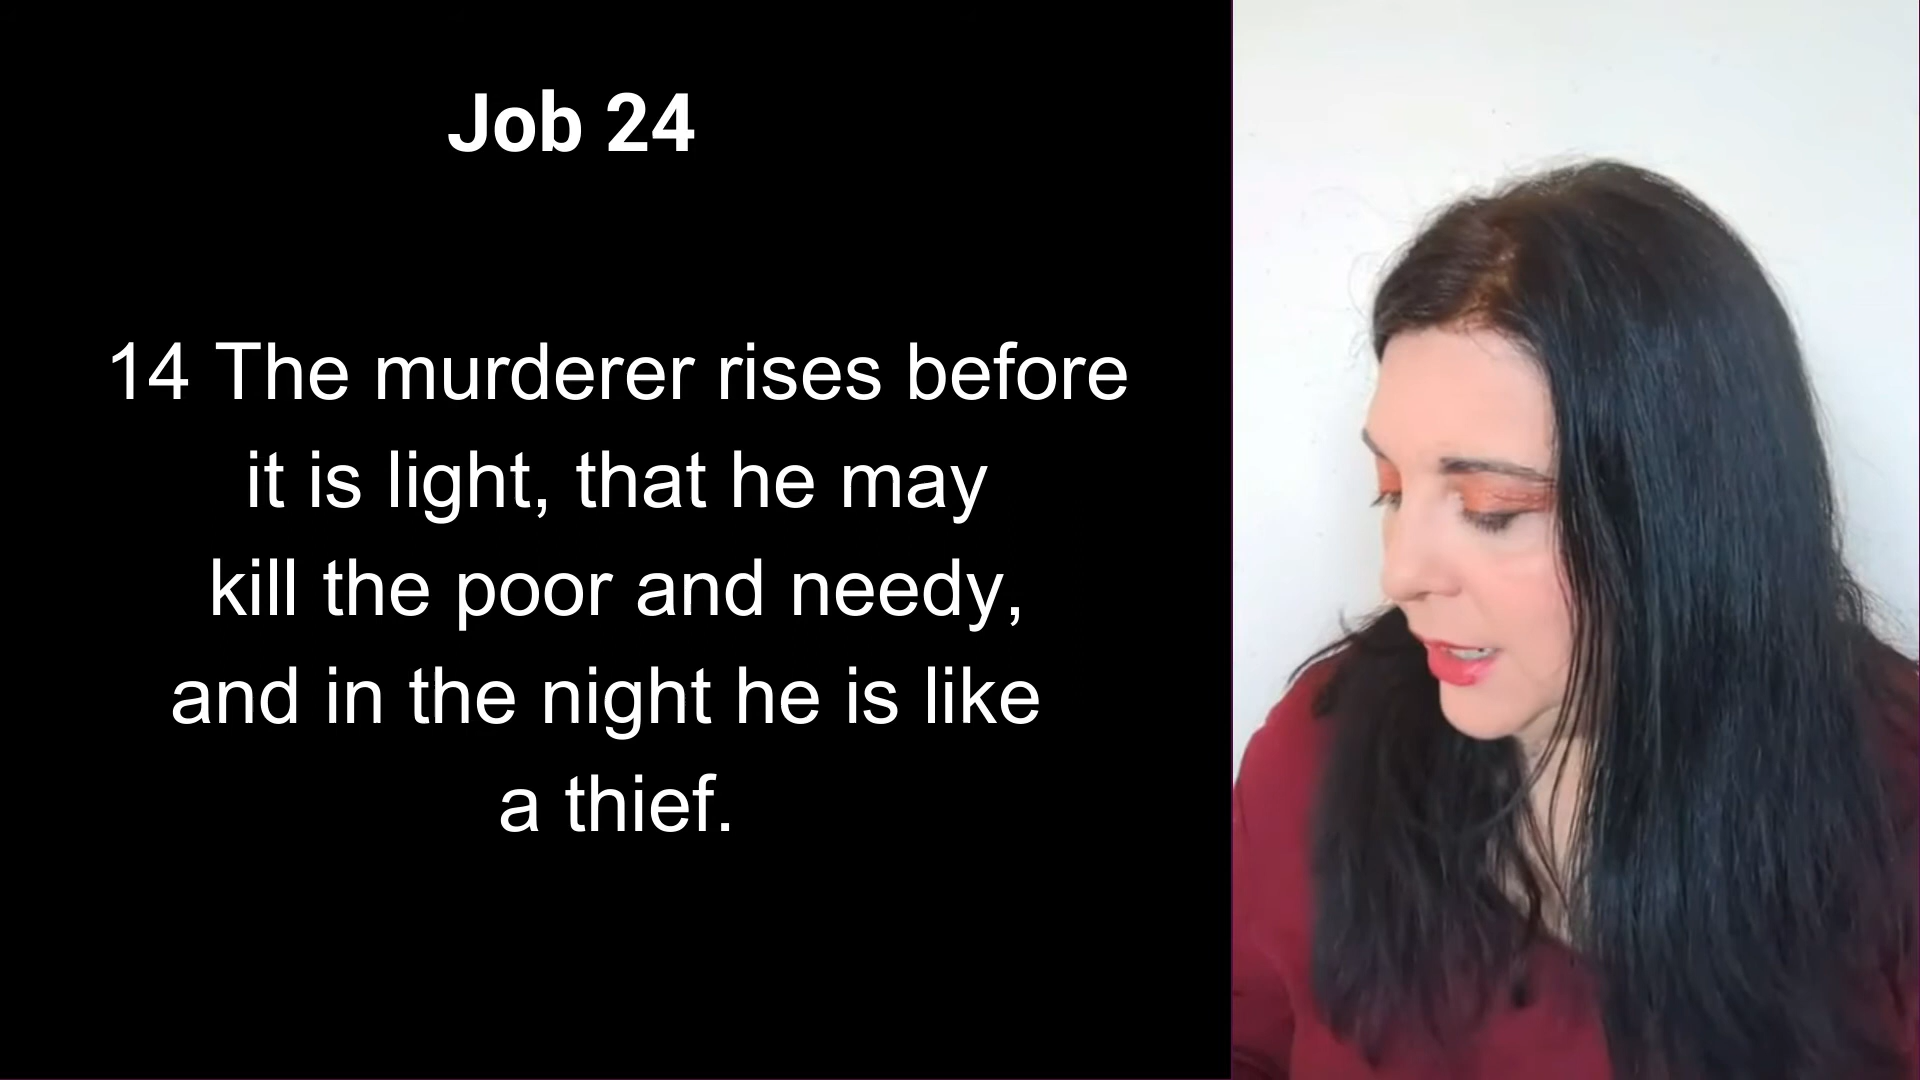 Job 24
14 The murderer rises before
it is light, that he may
kill the poor and needy,
and in the night he is like
a thief.